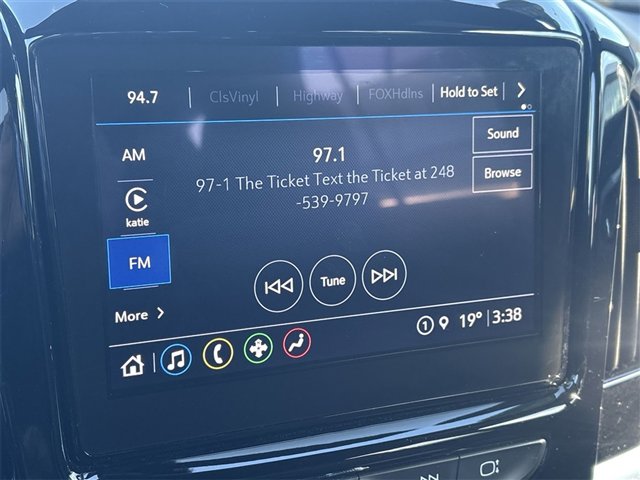 94.7 ClsVinyl Highway FOXHdlns Hold to Set
AM
97.1
Sound
97-1 The Ticket Text the Ticket at 248
-539-9797
Browse
katie
FM
Tune
More
1 19° 3:38